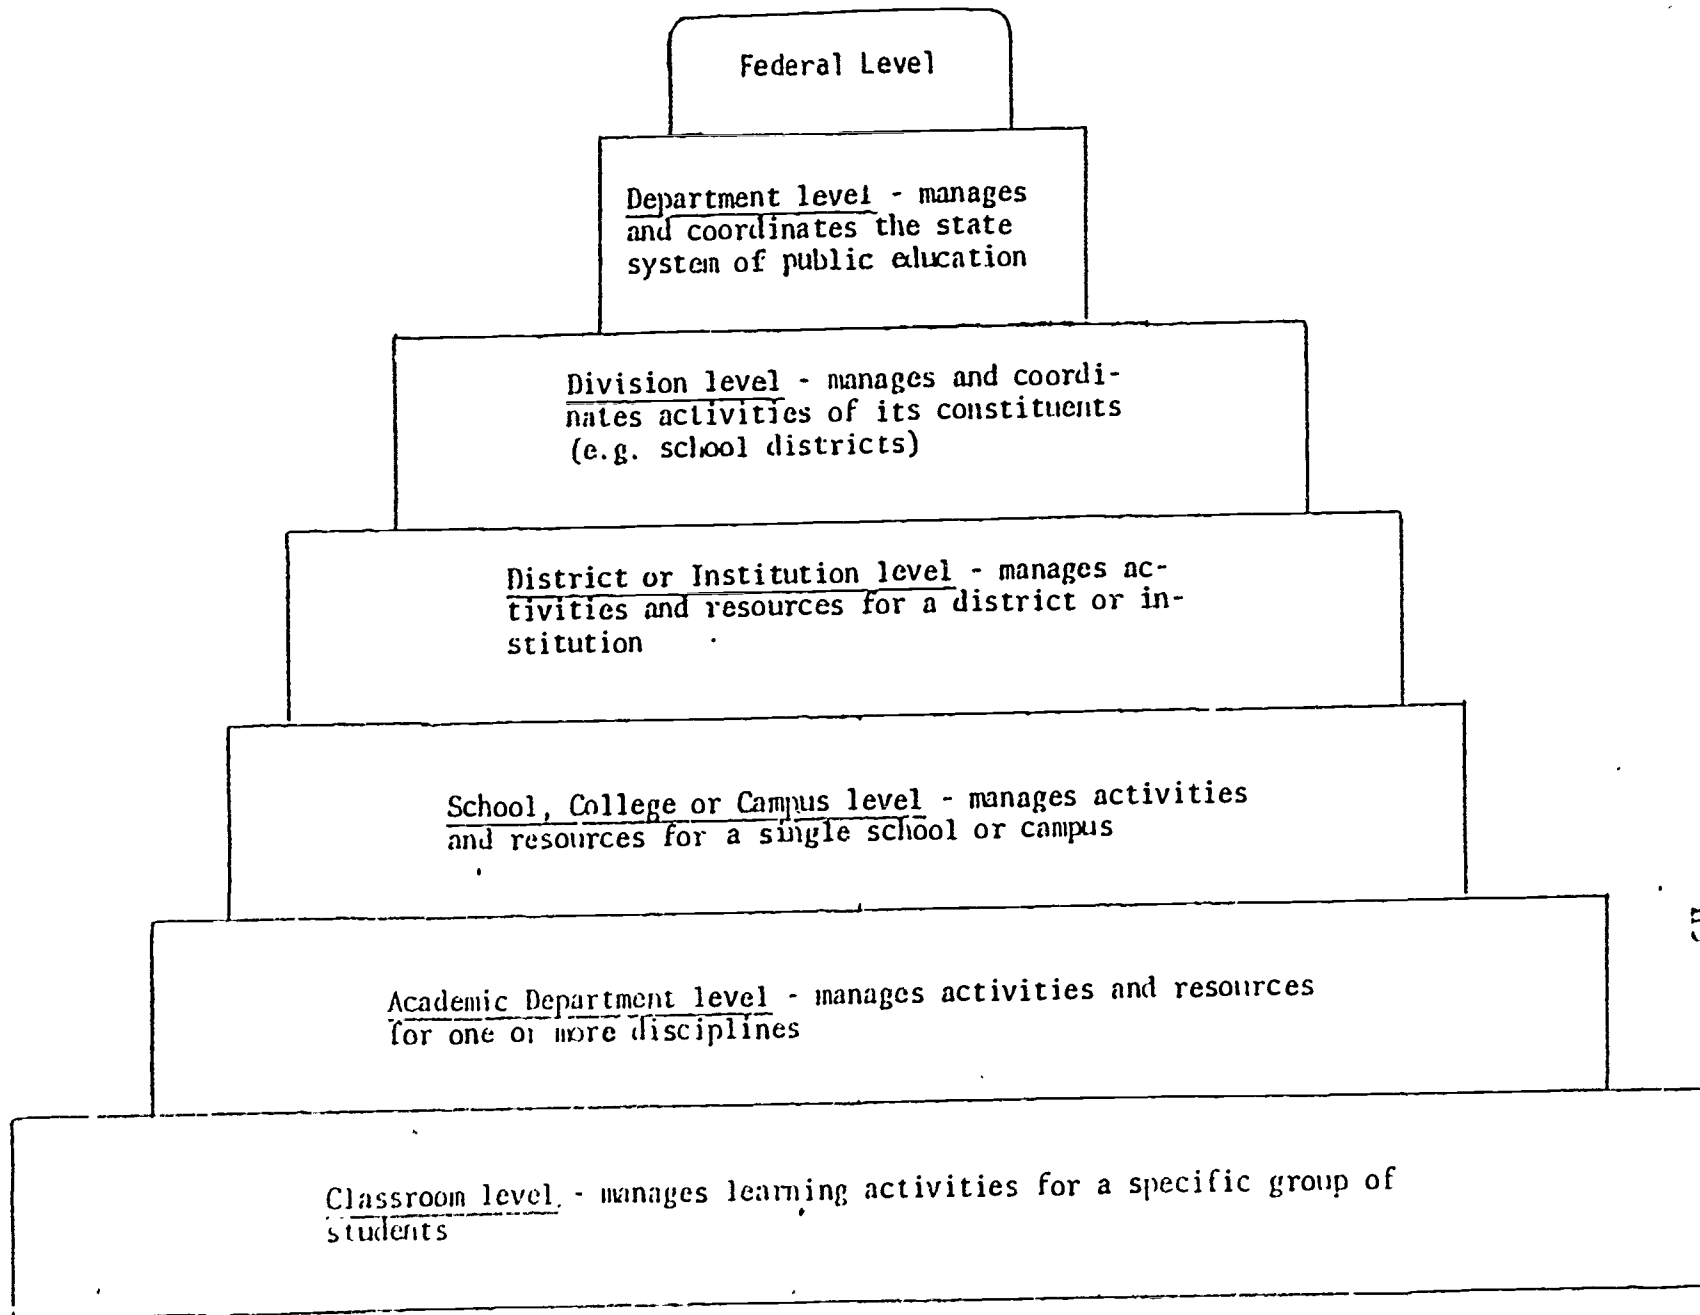 Federal Level
Department level - manages
and coordinates the state
system of public education
Division level - manages and coordi-
nates activities of its constituents
(e.g. school districts)
District or Institution level - manages ac-
tivities and resources for a district or in-
stitution
School, College or Campus level - manages activities
and resources for a single school or campus
Academic Department level - manages activities and resources
for one or more disciplines
Classroom level - manages learning activities for a specific group of
students